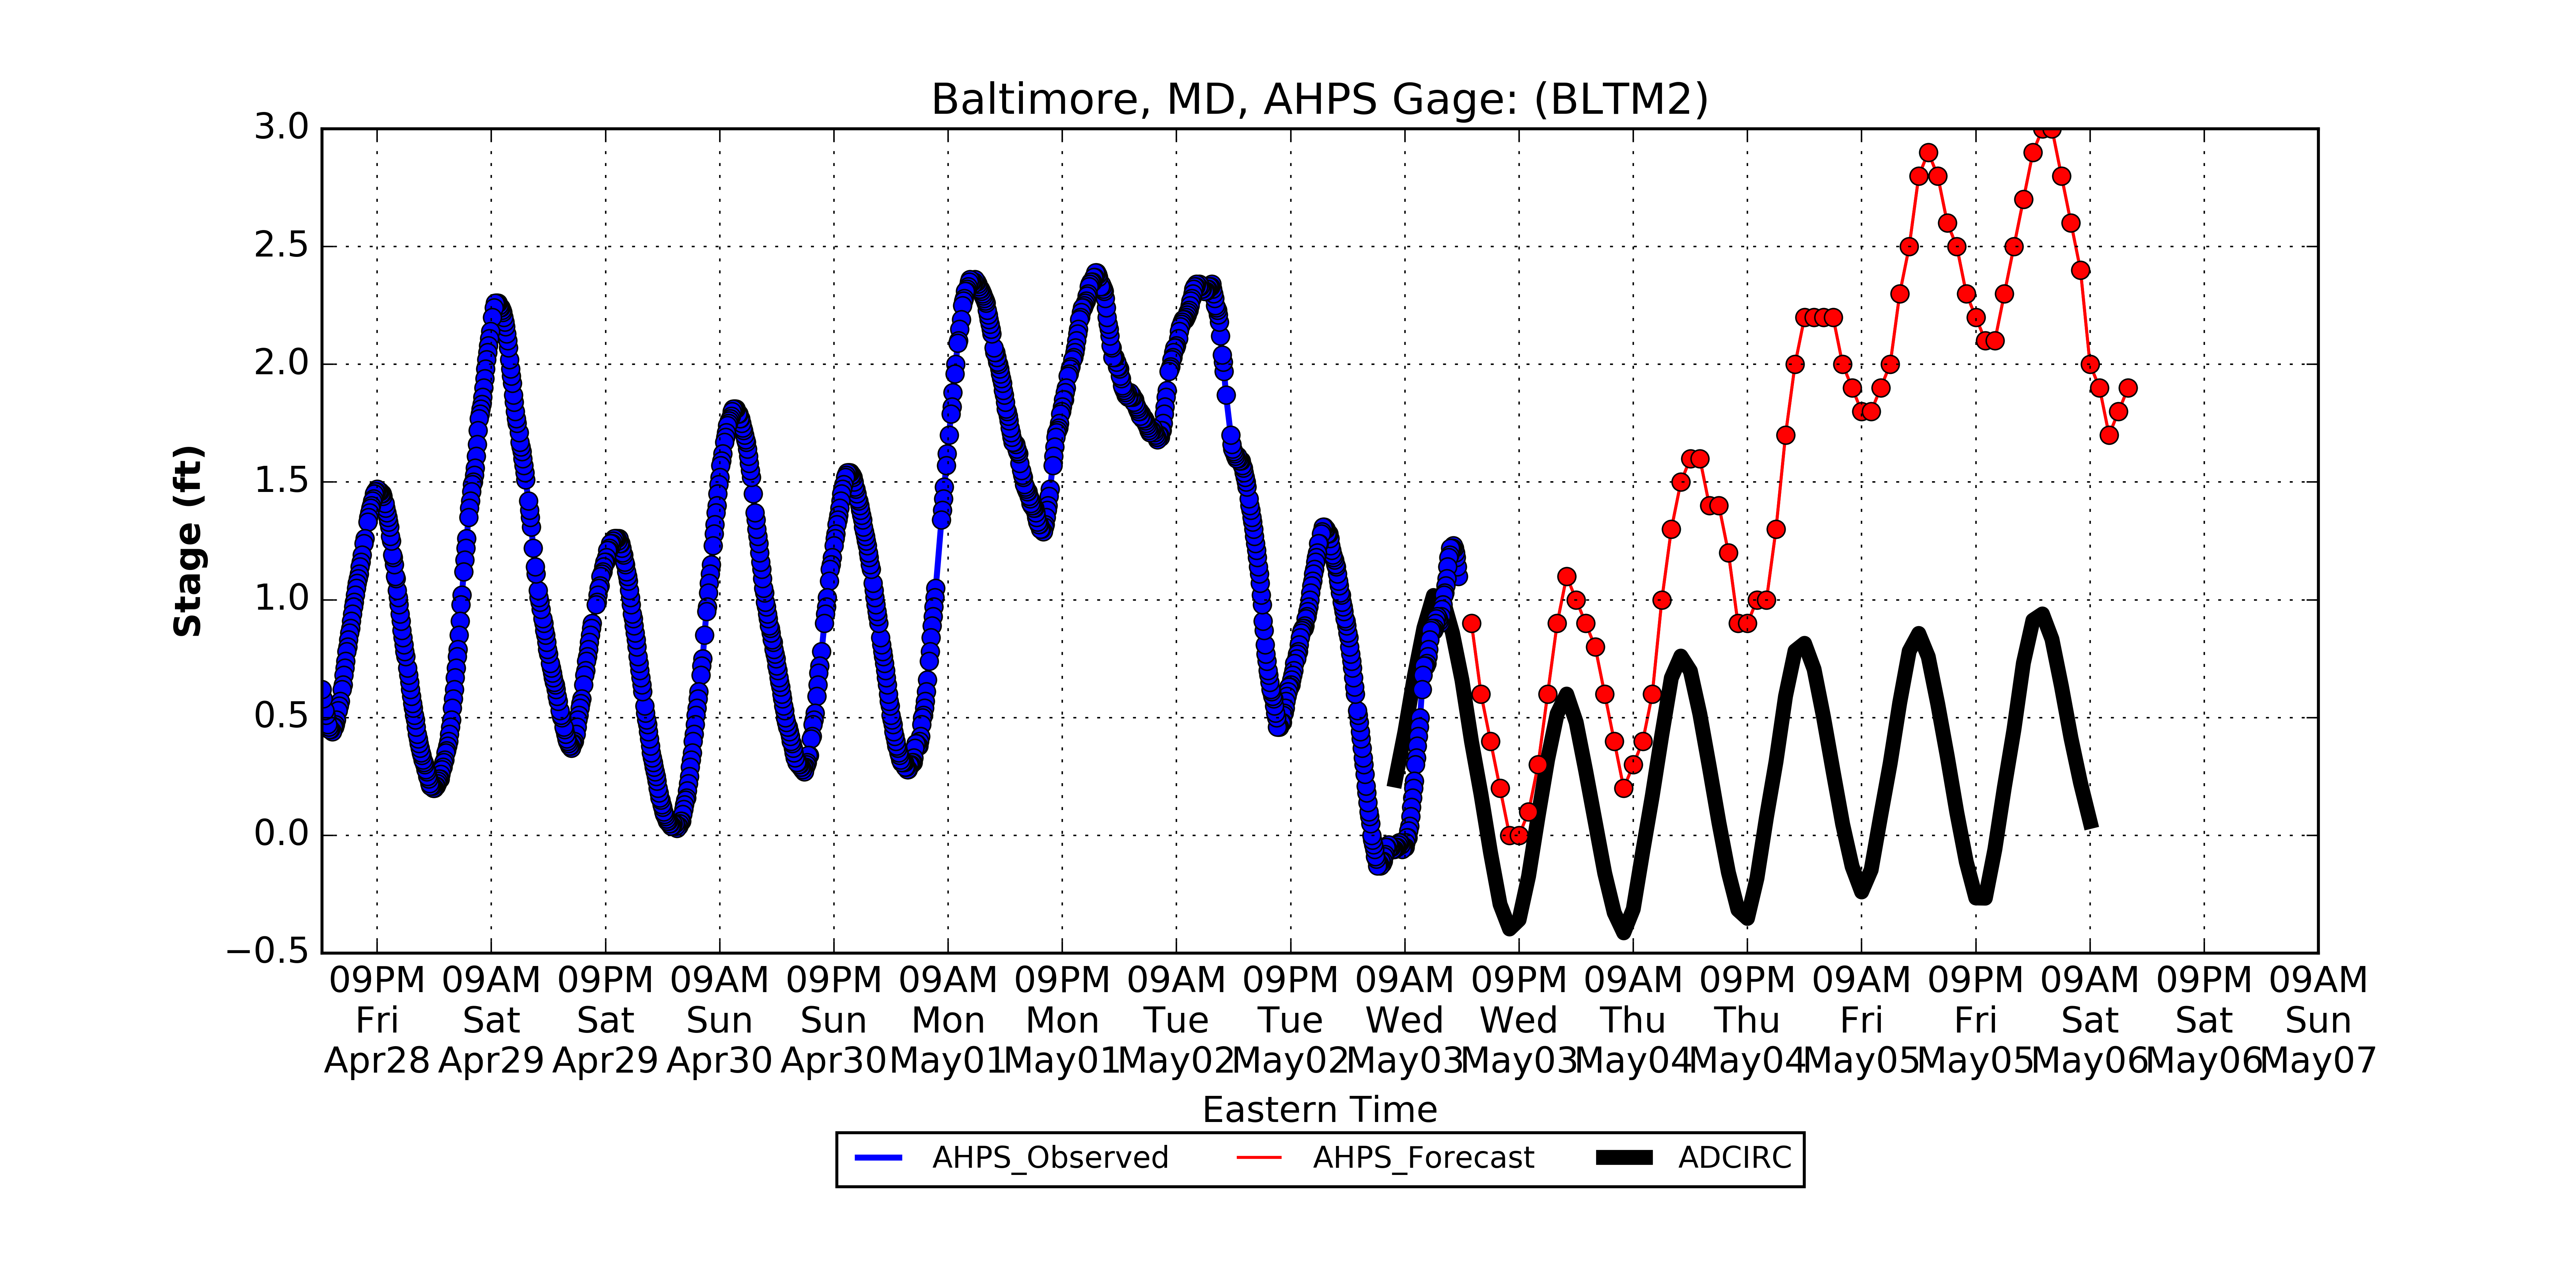 Baltimore, MD, AHPS Gage: (BLTM2)
3.0
2.5
2.0
1.5
1.0
0.5
0.0
−0.5
Stage (ft)
09PM 09AM 09PM 09AM 09PM 09AM 09PM 09AM 09PM 09AM 09PM 09AM 09PM 09AM 09PM 09AM 09PM 09AM
Fri Sat Sat Sun Sun Mon Mon Tue Tue Wed Wed Thu Thu Fri Fri Sat Sat Sun
Apr28 Apr29 Apr29 Apr30 Apr30 May01 May01 May02 May02 May03 May03 May04 May04 May05 May05 May06 May06 May07
Eastern Time
AHPS_Observed AHPS_Forecast ADCIRC